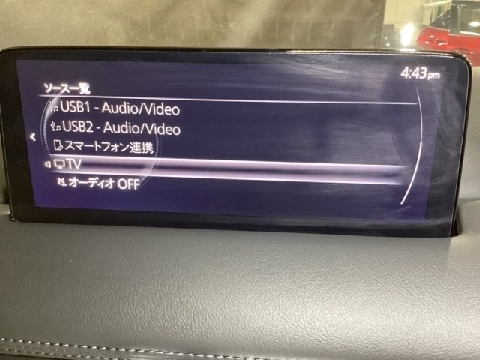 4:43pm
ソース一覧
USB1 - Audio/Video
USB2 - Audio/Video
スマートフォン連携
TV
オーディオ OFF